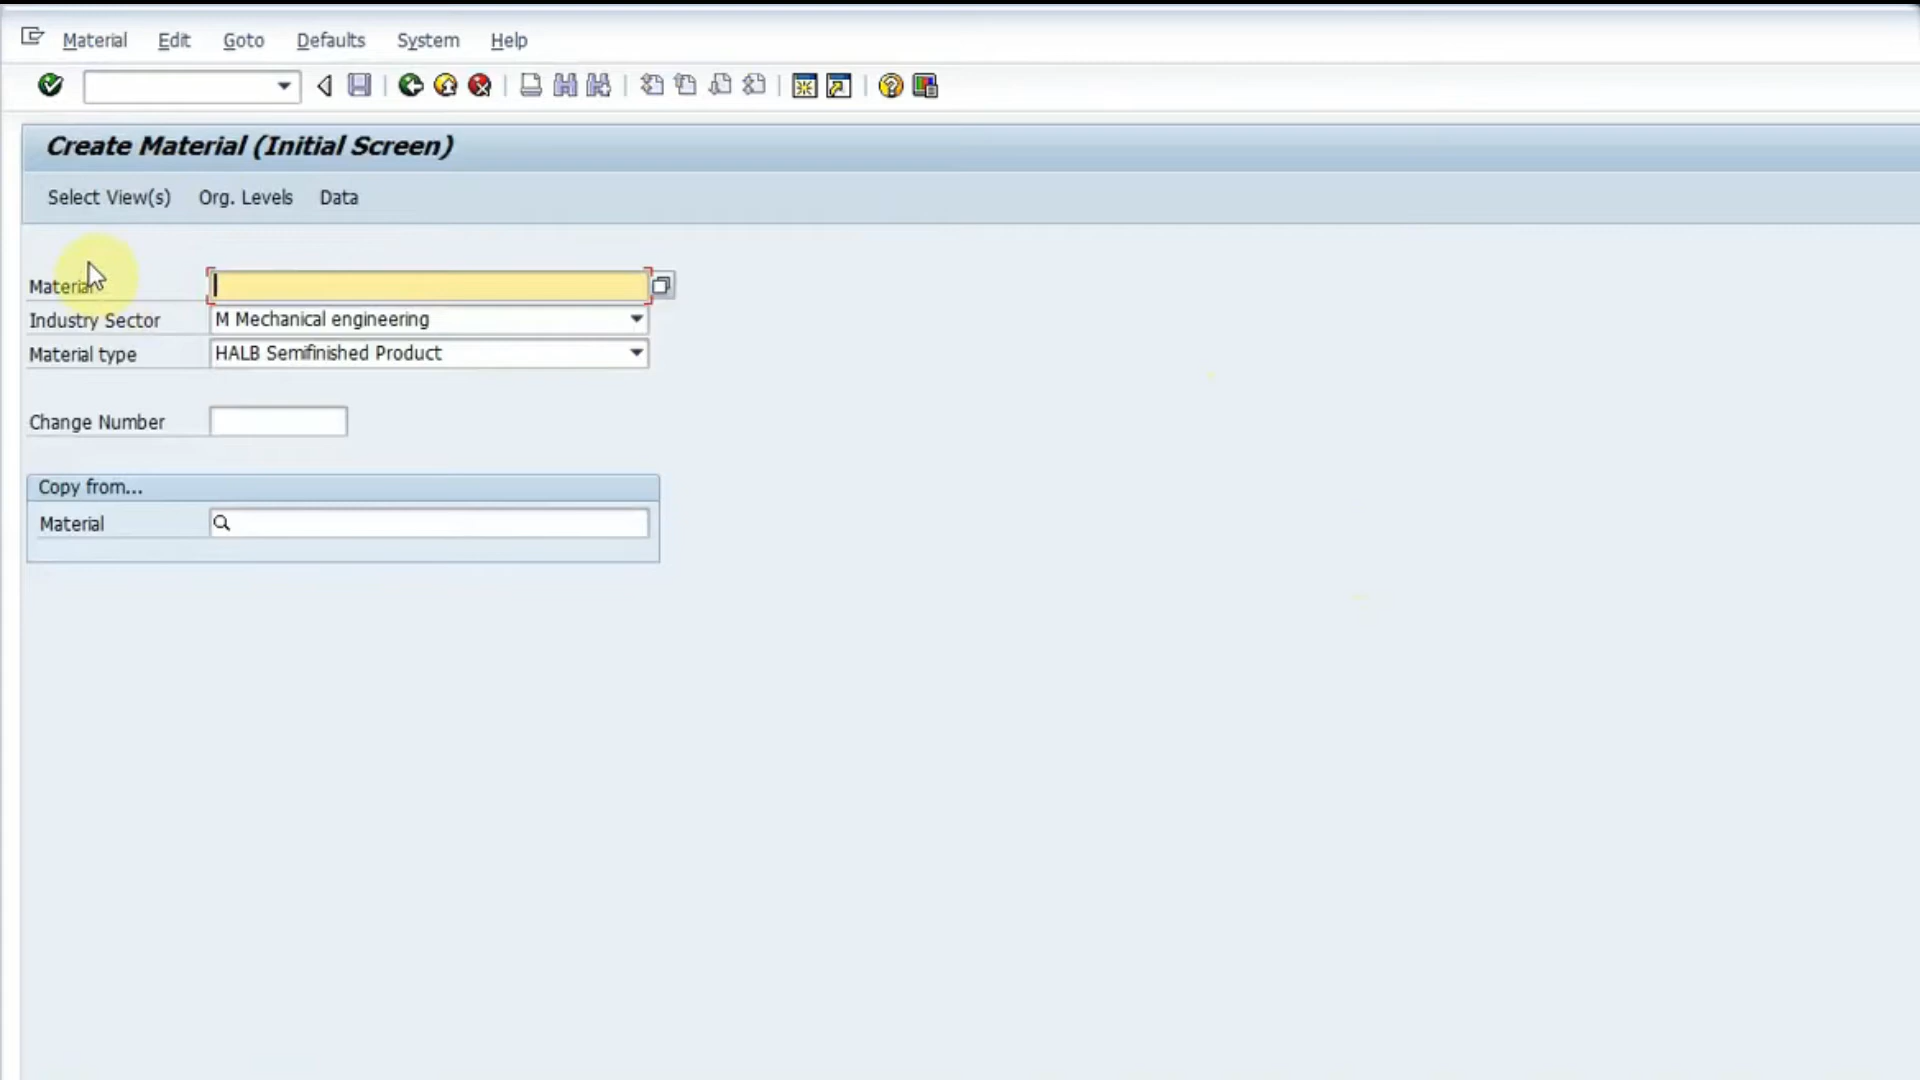 Material Edit Goto Defaults System Help
Create Material (Initial Screen)
Select View(s) Org. Levels Data
Material
Industry Sector M Mechanical engineering
Material type HALB Semifinished Product
Change Number
Copy from...
Material